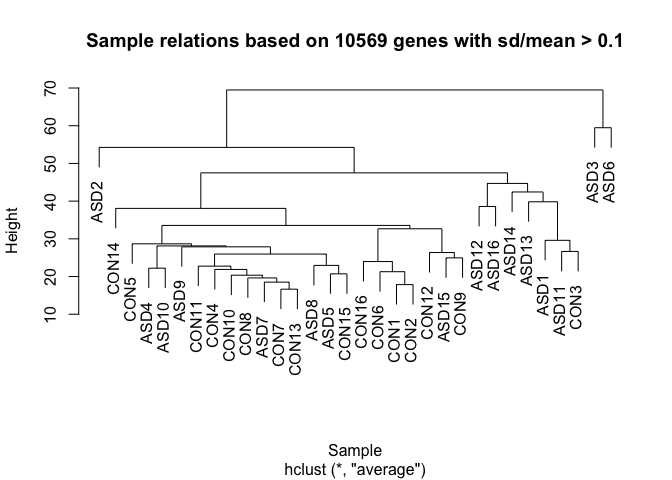 Sample relations based on 10569 genes with sd/mean > 0.1
Height
70
60
50
40
30
20
10
ASD2
CON14
CON5
ASD4
ASD10
ASD9
CON11
CON4
CON10
CON8
ASD7
CON7
CON13
ASD8
ASD5
CON15
CON16
CON6
CON1
CON2
CON12
ASD15
CON9
ASD12
ASD16
ASD14
ASD13
ASD1
ASD11
CON3
ASD3
ASD6
Sample
hclust (*, "average")